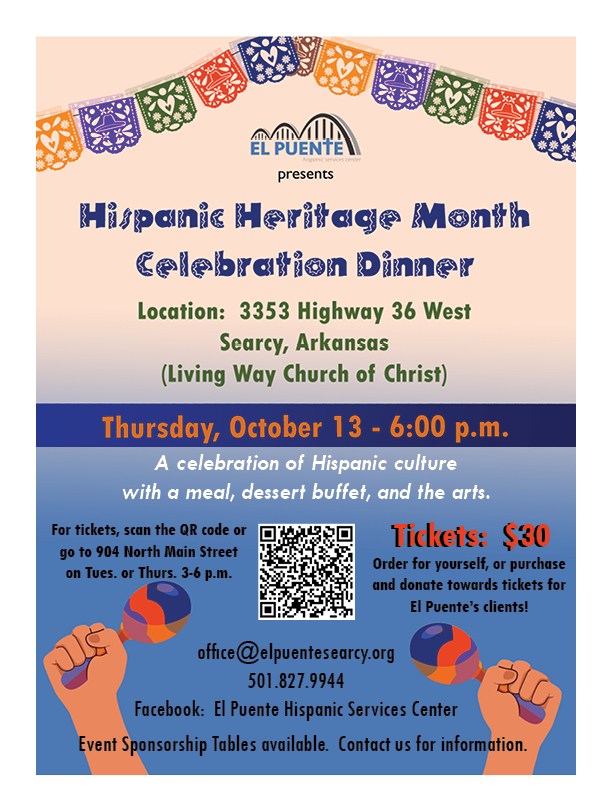 EL PUENTE
hispanic services center
presents
Hispanic Heritage Month
Celebration Dinner
Location:  3353 Highway 36 West
Searcy, Arkansas
(Living Way Church of Christ)
Thursday, October 13 - 6:00 p.m.
A celebration of Hispanic culture
with a meal, dessert buffet, and the arts.
For tickets, scan the QR code or
go to 904 North Main Street
on Tues. or Thurs. 3-6 p.m.
Tickets:  $30
Order for yourself, or purchase
and donate towards tickets for
El Puente's clients!
office@elpuentesearcy.org
501.827.9944
Facebook:  El Puente Hispanic Services Center
Event Sponsorship Tables available.  Contact us for information.